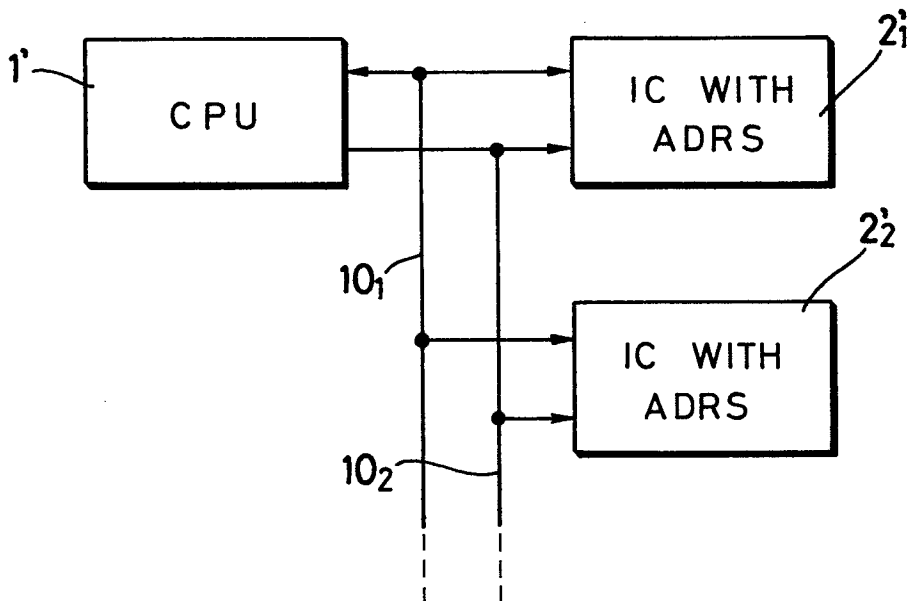 1'
CPU
IC WITH
ADRS
2'₁
10₁
2'₂
IC WITH
ADRS
10₂